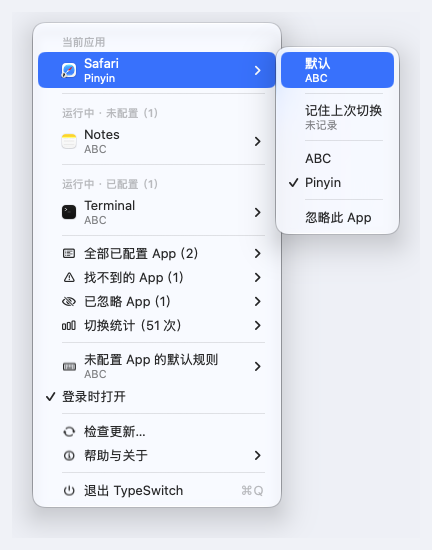 当前应用
Safari
Pinyin
运行中 · 未配置 (1)
Notes
ABC
运行中 · 已配置 (1)
Terminal
ABC
全部已配置 App (2)
找不到的 App (1)
已忽略 App (1)
切换统计 (51 次)
未配置 App 的默认规则
ABC
登录时打开
检查更新...
帮助与关于
退出 TypeSwitch ⌘Q
默认
ABC
记住上次切换
未记录
ABC
Pinyin
忽略此 App